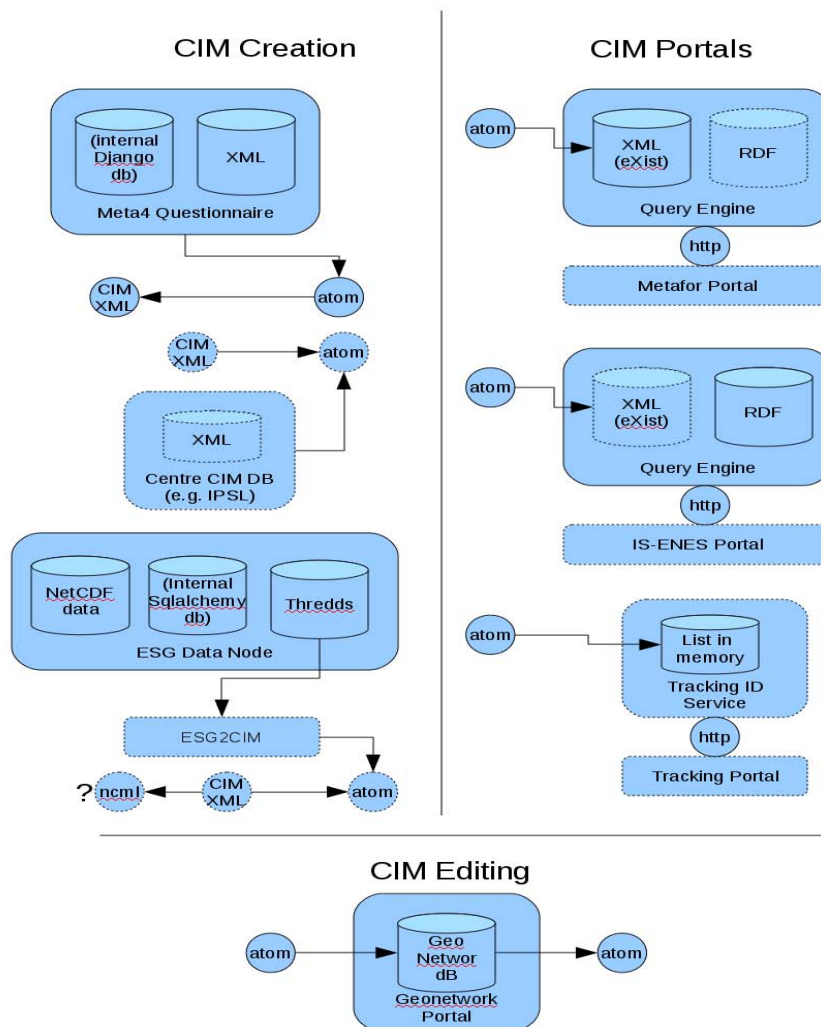 CIM Creation
(internal
Django
db)
XML
Meta4 Questionnaire
CIM
XML
atom
CIM
XML
atom
XML
Centre CIM DB
(e.g. IPSL)
NetCDF
data
(Internal
Sqlalchemy
db)
Thredds
ESG Data Node
ESG2CIM
?
ncml
CIM
XML
atom
CIM Portals
atom
XML
(eXist)
RDF
Query Engine
http
Metafor Portal
atom
XML
(eXist)
RDF
Query Engine
http
IS-ENES Portal
atom
List in
memory
Tracking ID
Service
http
Tracking Portal
CIM Editing
atom
Geo
Networ
dB
Geonetwork
Portal
atom